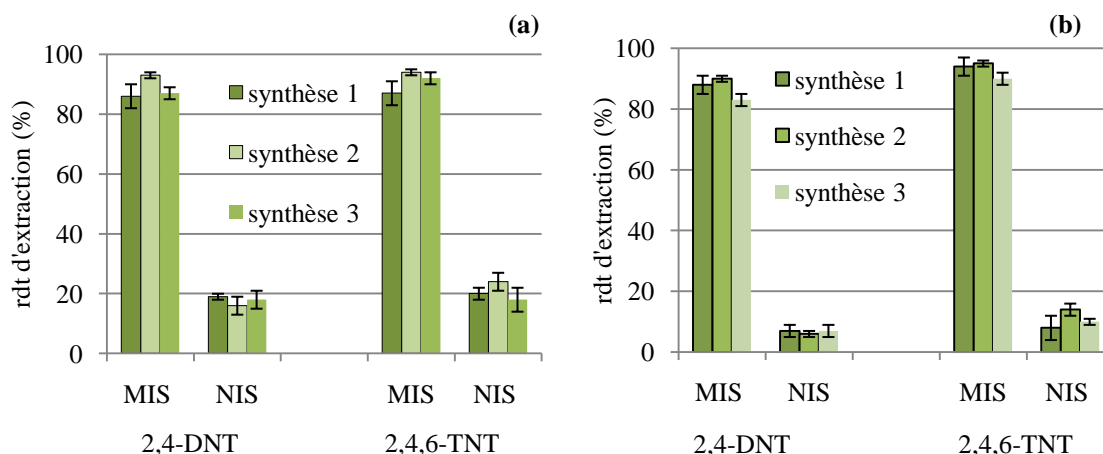 (a)
100
80
60
40
20
0
rdt d'extraction (%)
synthèse 1
synthèse 2
synthèse 3
MIS NIS MIS NIS
2,4-DNT 2,4,6-TNT
(b)
100
80
60
40
20
0
rdt d'extraction (%)
synthèse 1
synthèse 2
synthèse 3
MIS NIS MIS NIS
2,4-DNT 2,4,6-TNT